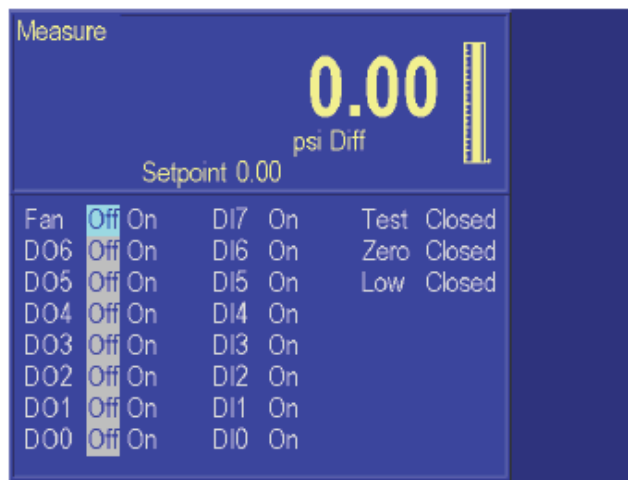 Measure
0.00
psi Diff
Setpoint 0.00
Fan Off On DI7 On Test Closed
DO6 Off On DI6 On Zero Closed
DO5 Off On DI5 On Low Closed
DO4 Off On DI4 On
DO3 Off On DI3 On
DO2 Off On DI2 On
DO1 Off On DI1 On
DO0 Off On DI0 On